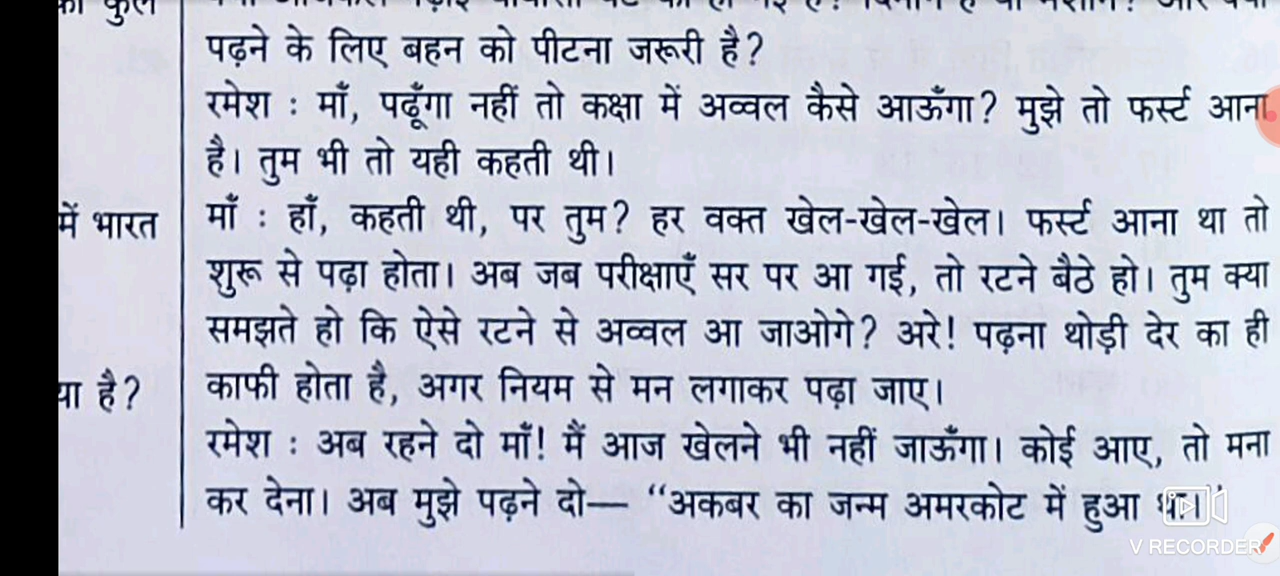 पढ़ने के लिए बहन को पीटना जरूरी है?
रमेश : माँ, पढूँगा नहीं तो कक्षा में अव्वल कैसे आऊँगा? मुझे तो फर्स्ट आना
है। तुम भी तो यही कहती थी।
में भारत
माँ : हाँ, कहती थी, पर तुम? हर वक्त खेल-खेल-खेल। फर्स्ट आना था तो
शुरू से पढ़ा होता। अब जब परीक्षाएँ सर पर आ गई, तो रटने बैठे हो। तुम क्या
समझते हो कि ऐसे रटने से अव्वल आ जाओगे? अरे! पढ़ना थोड़ी देर का ही
या है?
काफी होता है, अगर नियम से मन लगाकर पढ़ा जाए।
रमेश : अब रहने दो माँ! मैं आज खेलने भी नहीं जाऊँगा। कोई आए, तो मना
कर देना। अब मुझे पढ़ने दो— “अकबर का जन्म अमरकोट में हुआ था।”
V RECORDER